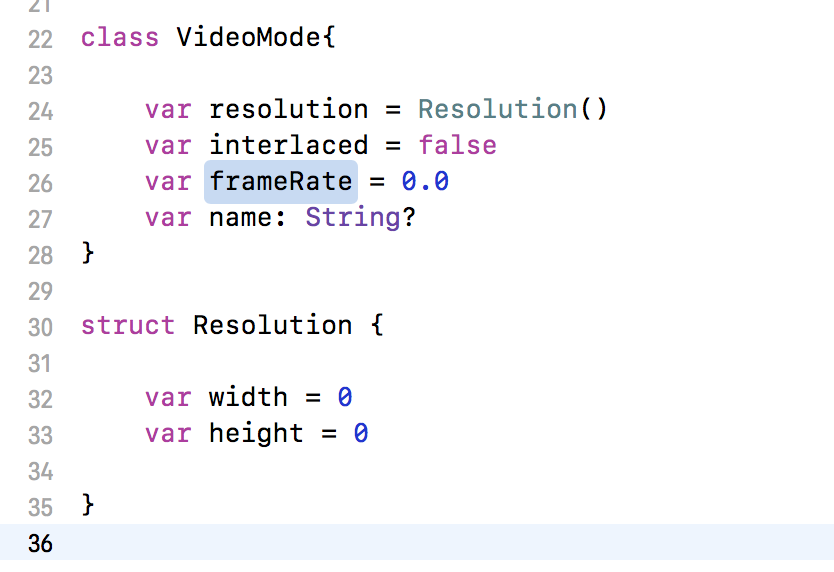 21
22 class VideoMode{
23
24     var resolution = Resolution()
25     var interlaced = false
26     var frameRate = 0.0
27     var name: String?
28 }
29
30 struct Resolution {
31
32     var width = 0
33     var height = 0
34
35 }
36